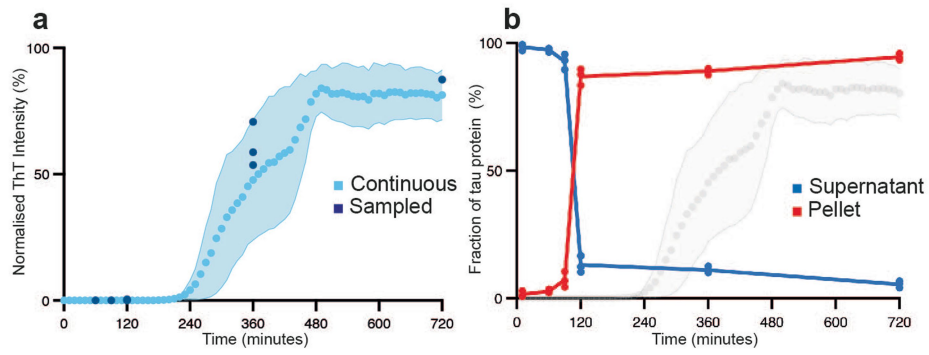 a
100
50
0
Normalised ThT Intensity (%)
Continuous
Sampled
0 120 240 360 480 600 720
Time (minutes)
b
100
50
0
Fraction of tau protein
(%)
Supernatant
Pellet
0 120 240 360 480 600 720
Time (minutes)